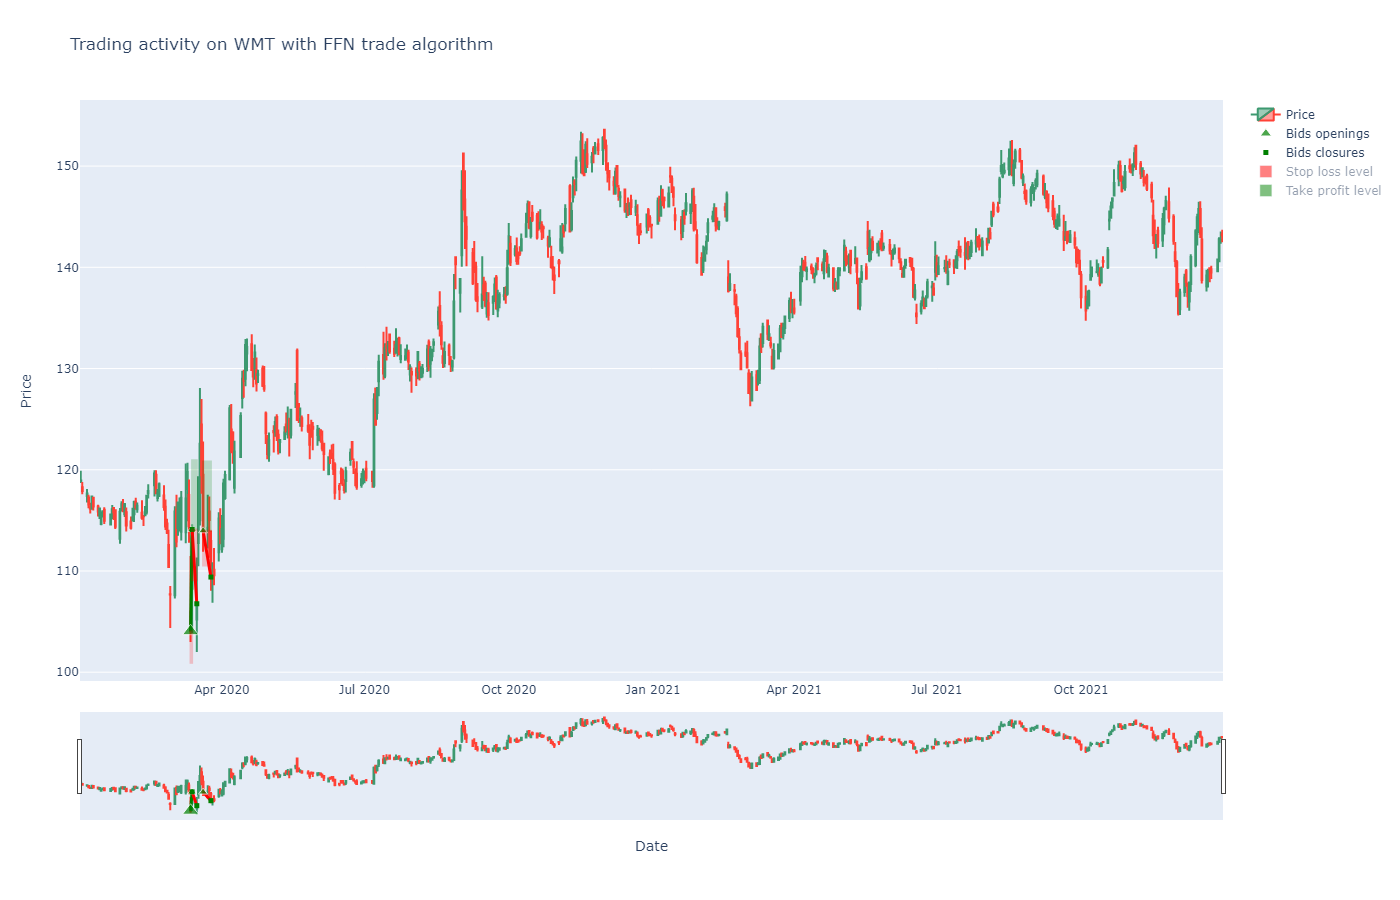 Trading activity on WMT with FFN trade algorithm
Price
Bids openings
Bids closures
Stop loss level
Take profit level
Price
150
140
130
120
110
100
Apr 2020
Jul 2020
Oct 2020
Jan 2021
Apr 2021
Jul 2021
Oct 2021
Date